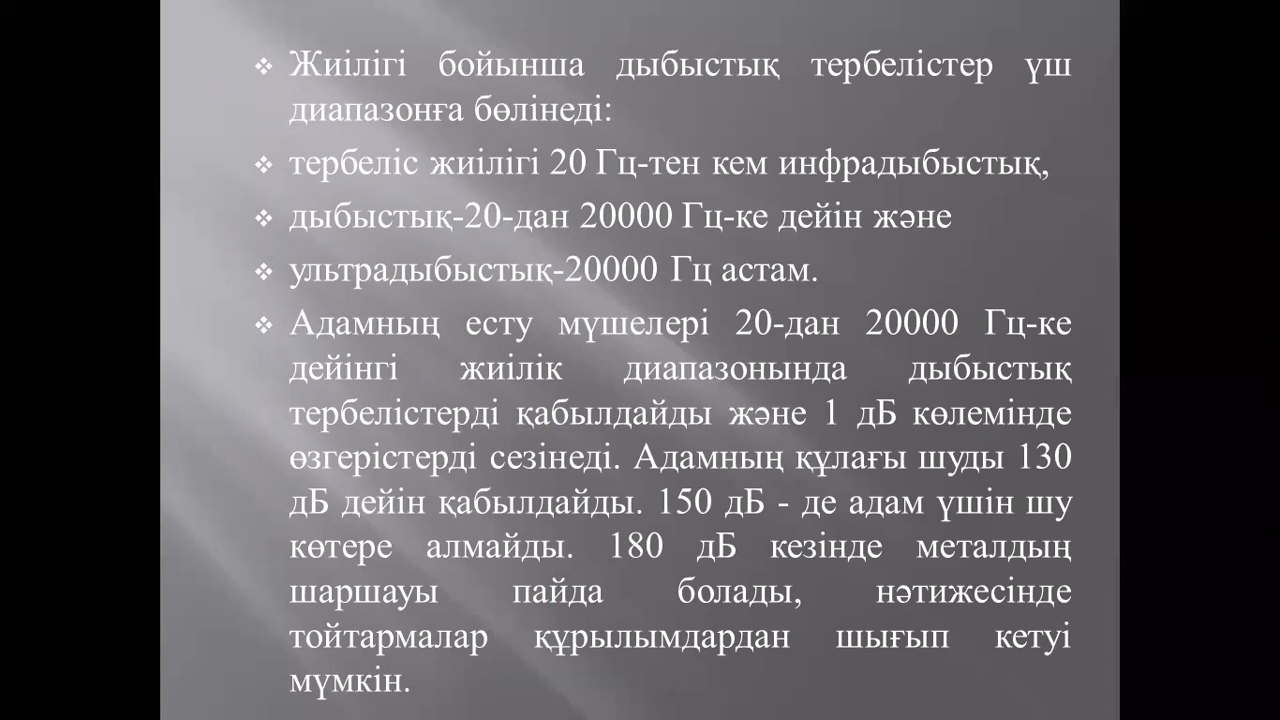 ❖ Жиілігі бойынша дыбыстық тербелістер үш
диапазонға бөлінеді:
❖ тербеліс жиілігі 20 Гц-тен кем инфрадыбыстық,
❖ дыбыстық-20-дан 20000 Гц-ке дейін және
❖ ультрадыбыстық-20000 Гц астам.
❖ Адамның есту мүшелері 20-дан 20000 Гц-ке
дейінгі жиілік диапазонында дыбыстық
тербелістерді қабылдайды және 1 дБ көлемінде
өзгерістерді сезінеді. Адамның құлағы шуды 130
дБ дейін қабылдайды. 150 дБ - де адам үшін шу
көтере алмайды. 180 дБ кезінде металдың
шаршауы пайда болады, нәтижесінде
тойтармалар құрылымдардан шығып кетуі
мүмкін.